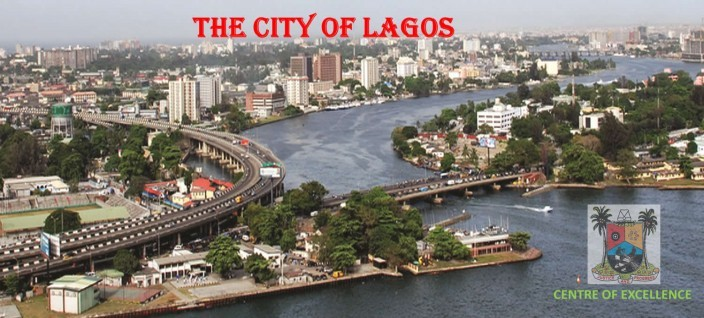 THE CITY OF LAGOS
CENTRE OF EXCELLENCE